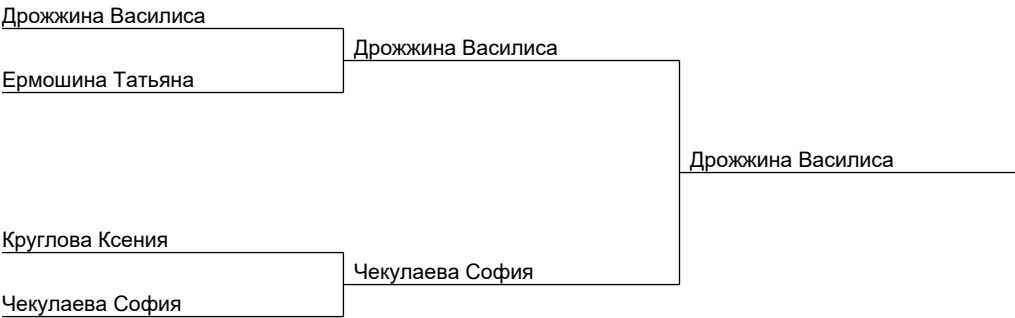 Дрожжина Василиса
Дрожжина Василиса
Ермошина Татьяна
Дрожжина Василиса
Круглова Ксения
Чекулаева София
Чекулаева София